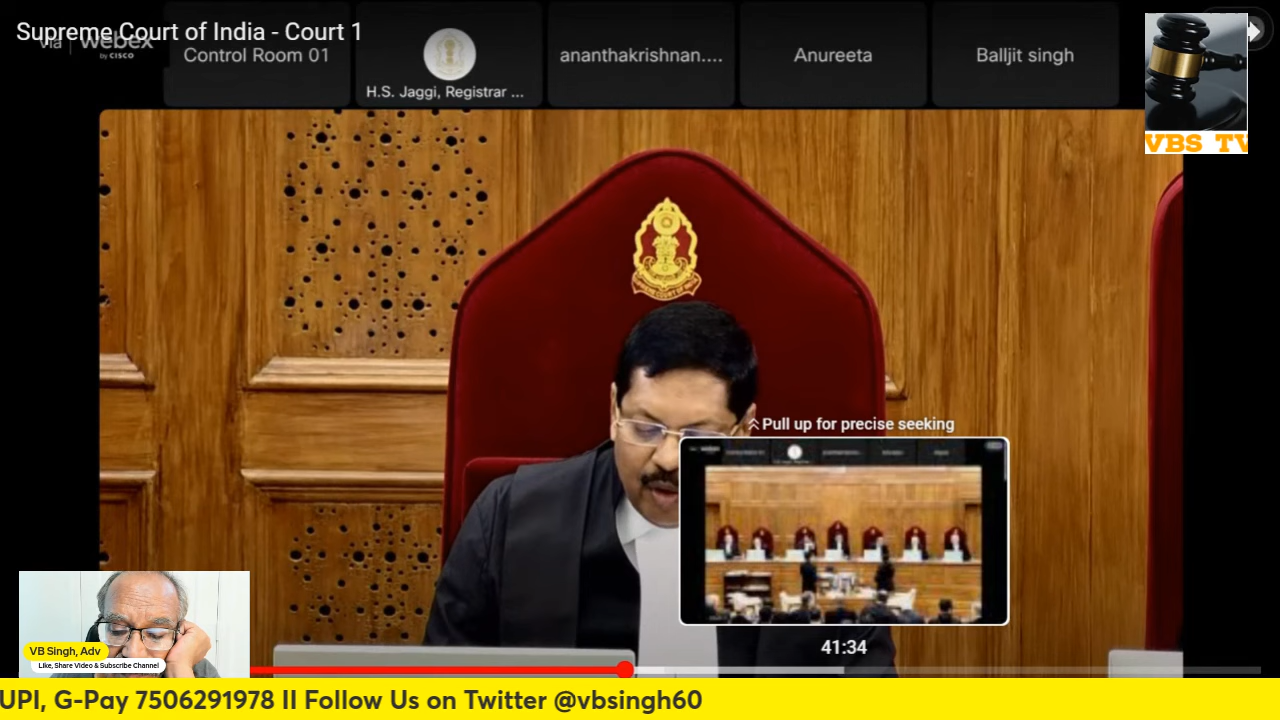 Supreme Court of India - Court 1
via | webex
by CISCO
Control Room 01
H.S. Jaggi, Registrar ...
ananthakrishnan....
Anureeta
Balljit singh
VBS TV
Pull up for precise seeking
41:34
VB Singh, Adv
Like, Share Video & Subscribe Channel
UPI, G-Pay 7506291978 II Follow Us on Twitter @vbsingh60